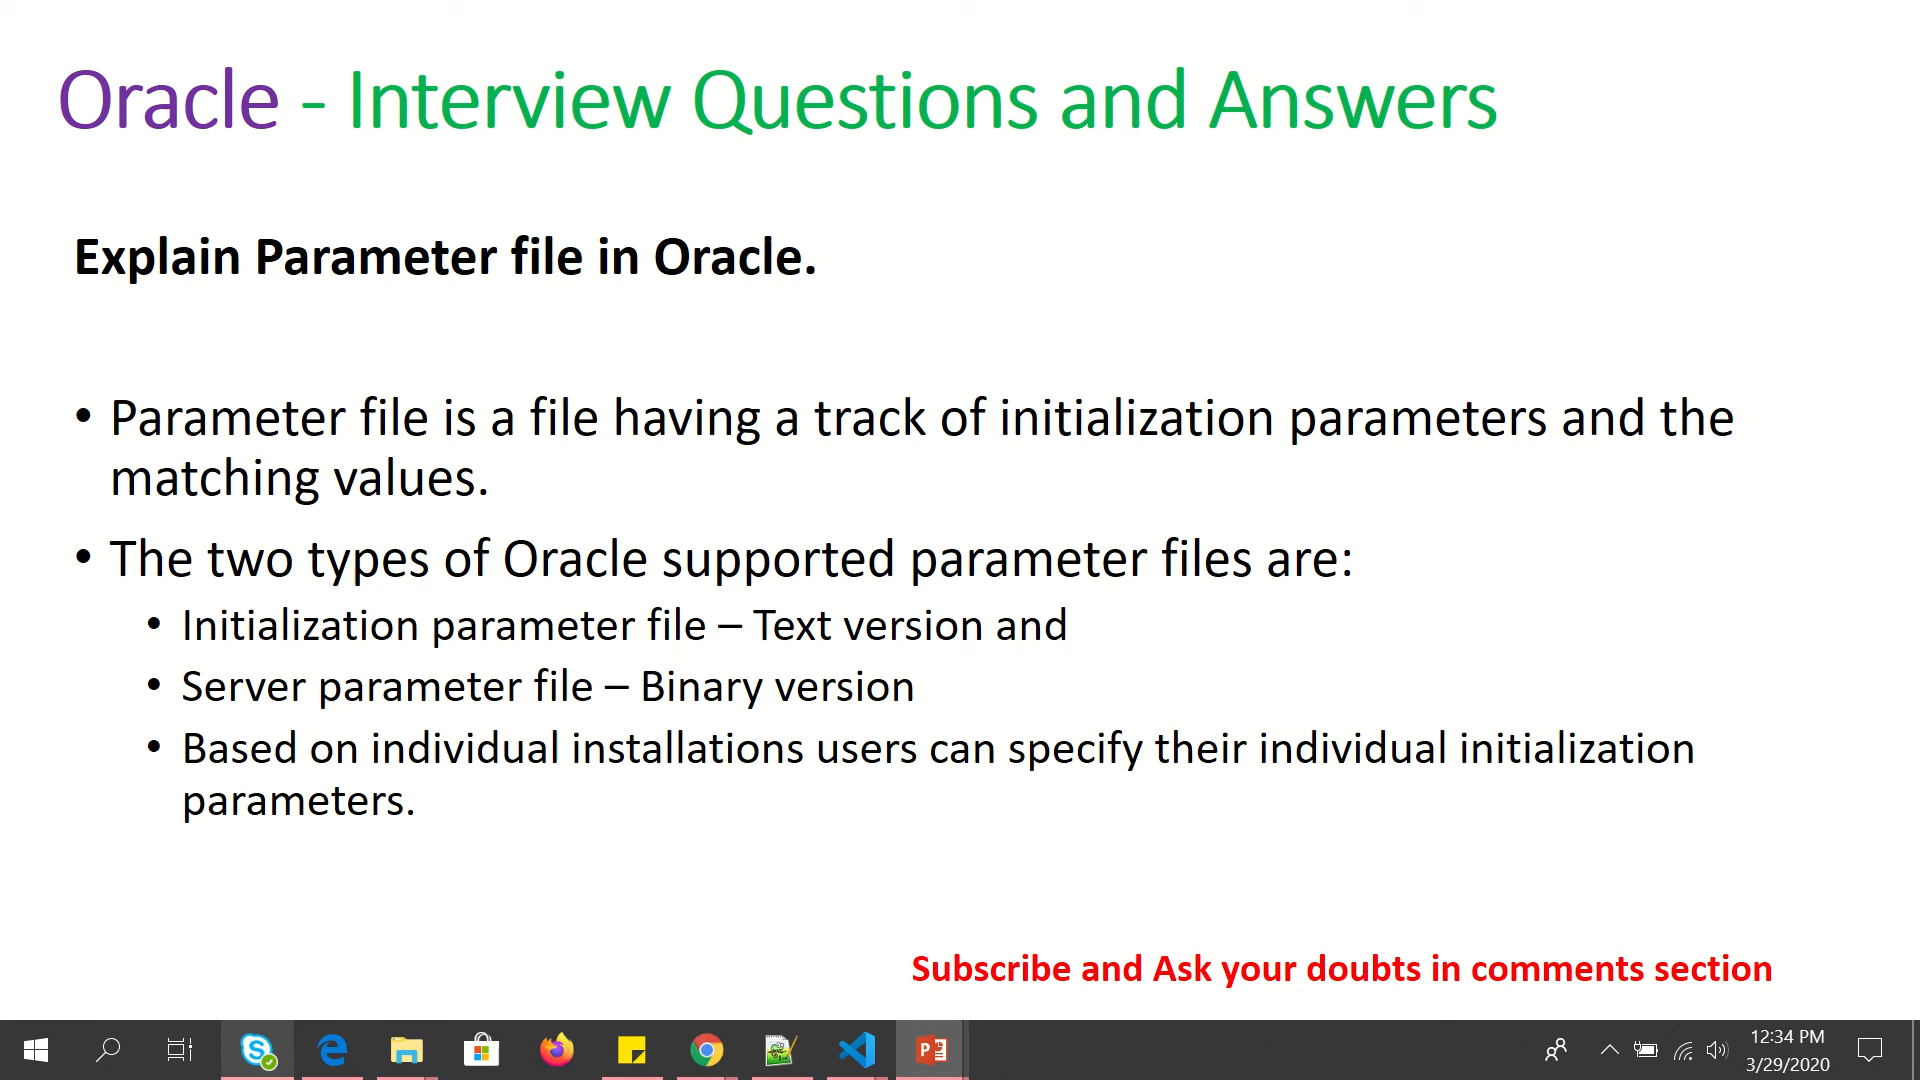 Oracle - Interview Questions and Answers
Explain Parameter file in Oracle.
• Parameter file is a file having a track of initialization parameters and the
matching values.
• The two types of Oracle supported parameter files are:
• Initialization parameter file – Text version and
• Server parameter file – Binary version
• Based on individual installations users can specify their individual initialization
parameters.
Subscribe and Ask your doubts in comments section
12:34 PM
3/29/2020